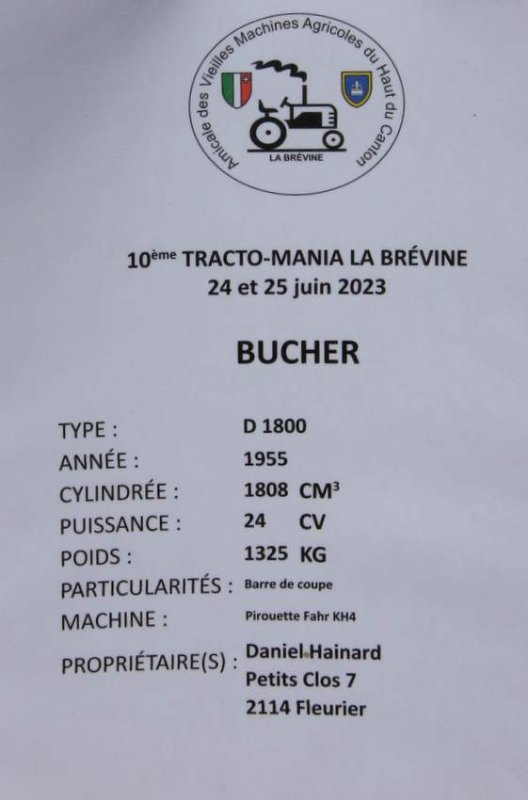 Amicale des Vieilles Machines Agricoles du Haut du Canton
LA BRÉVINE
10ème TRACTO-MANIA LA BRÉVINE
24 et 25 juin 2023
BUCHER
TYPE : D 1800
ANNÉE : 1955
CYLINDRÉE : 1808 CM³
PUISSANCE : 24 CV
POIDS : 1325 KG
PARTICULARITÉS : Barre de coupe
MACHINE : Pirouette Fahr KH4
PROPRIÉTAIRE(S) : Daniel Hainard
Petits Clos 7
2114 Fleurier